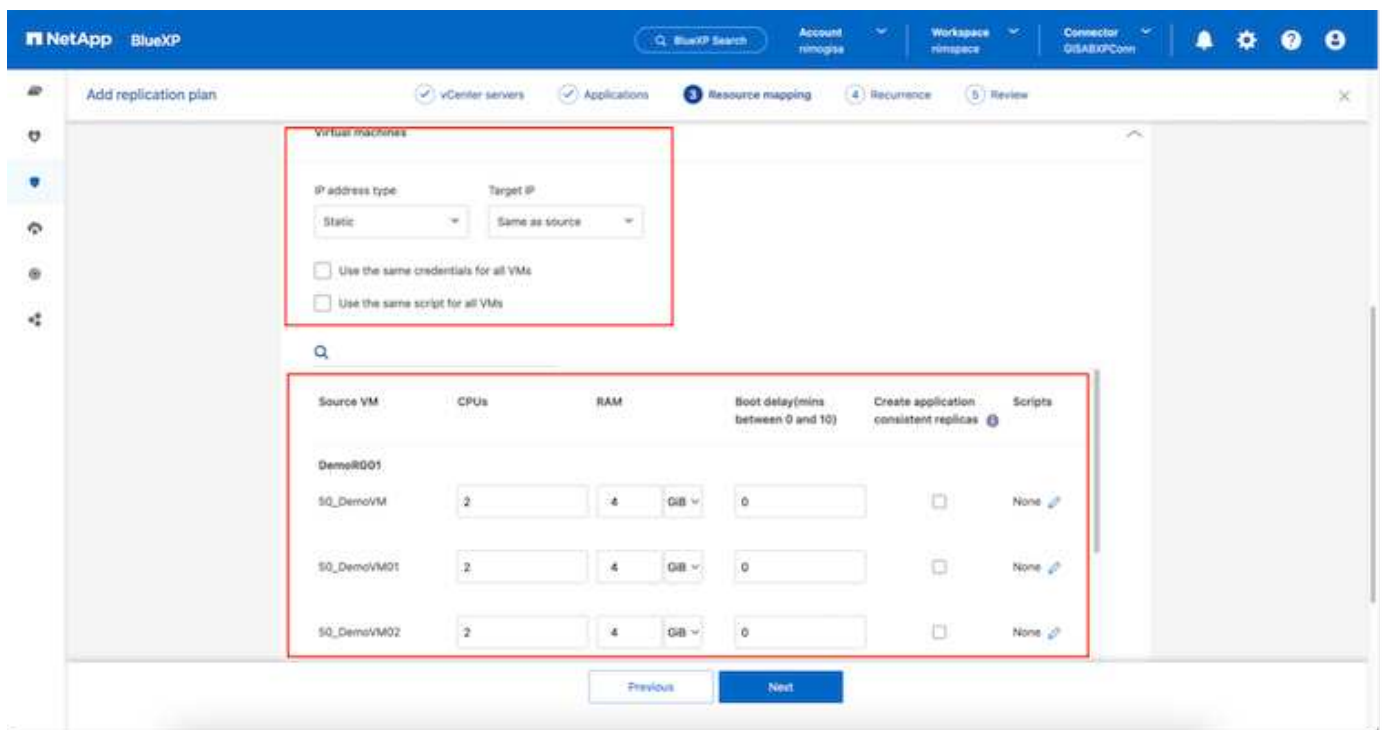 NetApp BlueXP
BlueXP Search
Account
nimogisa
Workspace
nimspace
Connector
GISABXPConn
Add replication plan
vCenter servers
Applications
3 Resource mapping
4 Recurrence
5 Review
Virtual machines
IP address type
Target IP
Static
Same as source
Use the same credentials for all VMs
Use the same script for all VMs
Source VM
CPUs
RAM
Boot delay(mins
between 0 and 10)
Create application
consistent replicas
Scripts
DemoRG01
SQ_DemoVM
2
4
GiB
0
None
SQ_DemoVM01
2
4
GiB
0
None
SQ_DemoVM02
2
4
GiB
0
None
Previous
Next